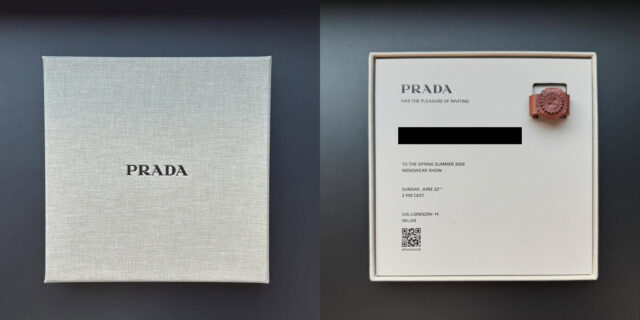 PRADA
PRADA
HAS THE PLEASURE OF INVITING
TO THE SPRING SUMMER 2026
MENSWEAR SHOW
SUNDAY, JUNE 22ND
2 PM CEST
VIA LORENZINI 14
MILAN